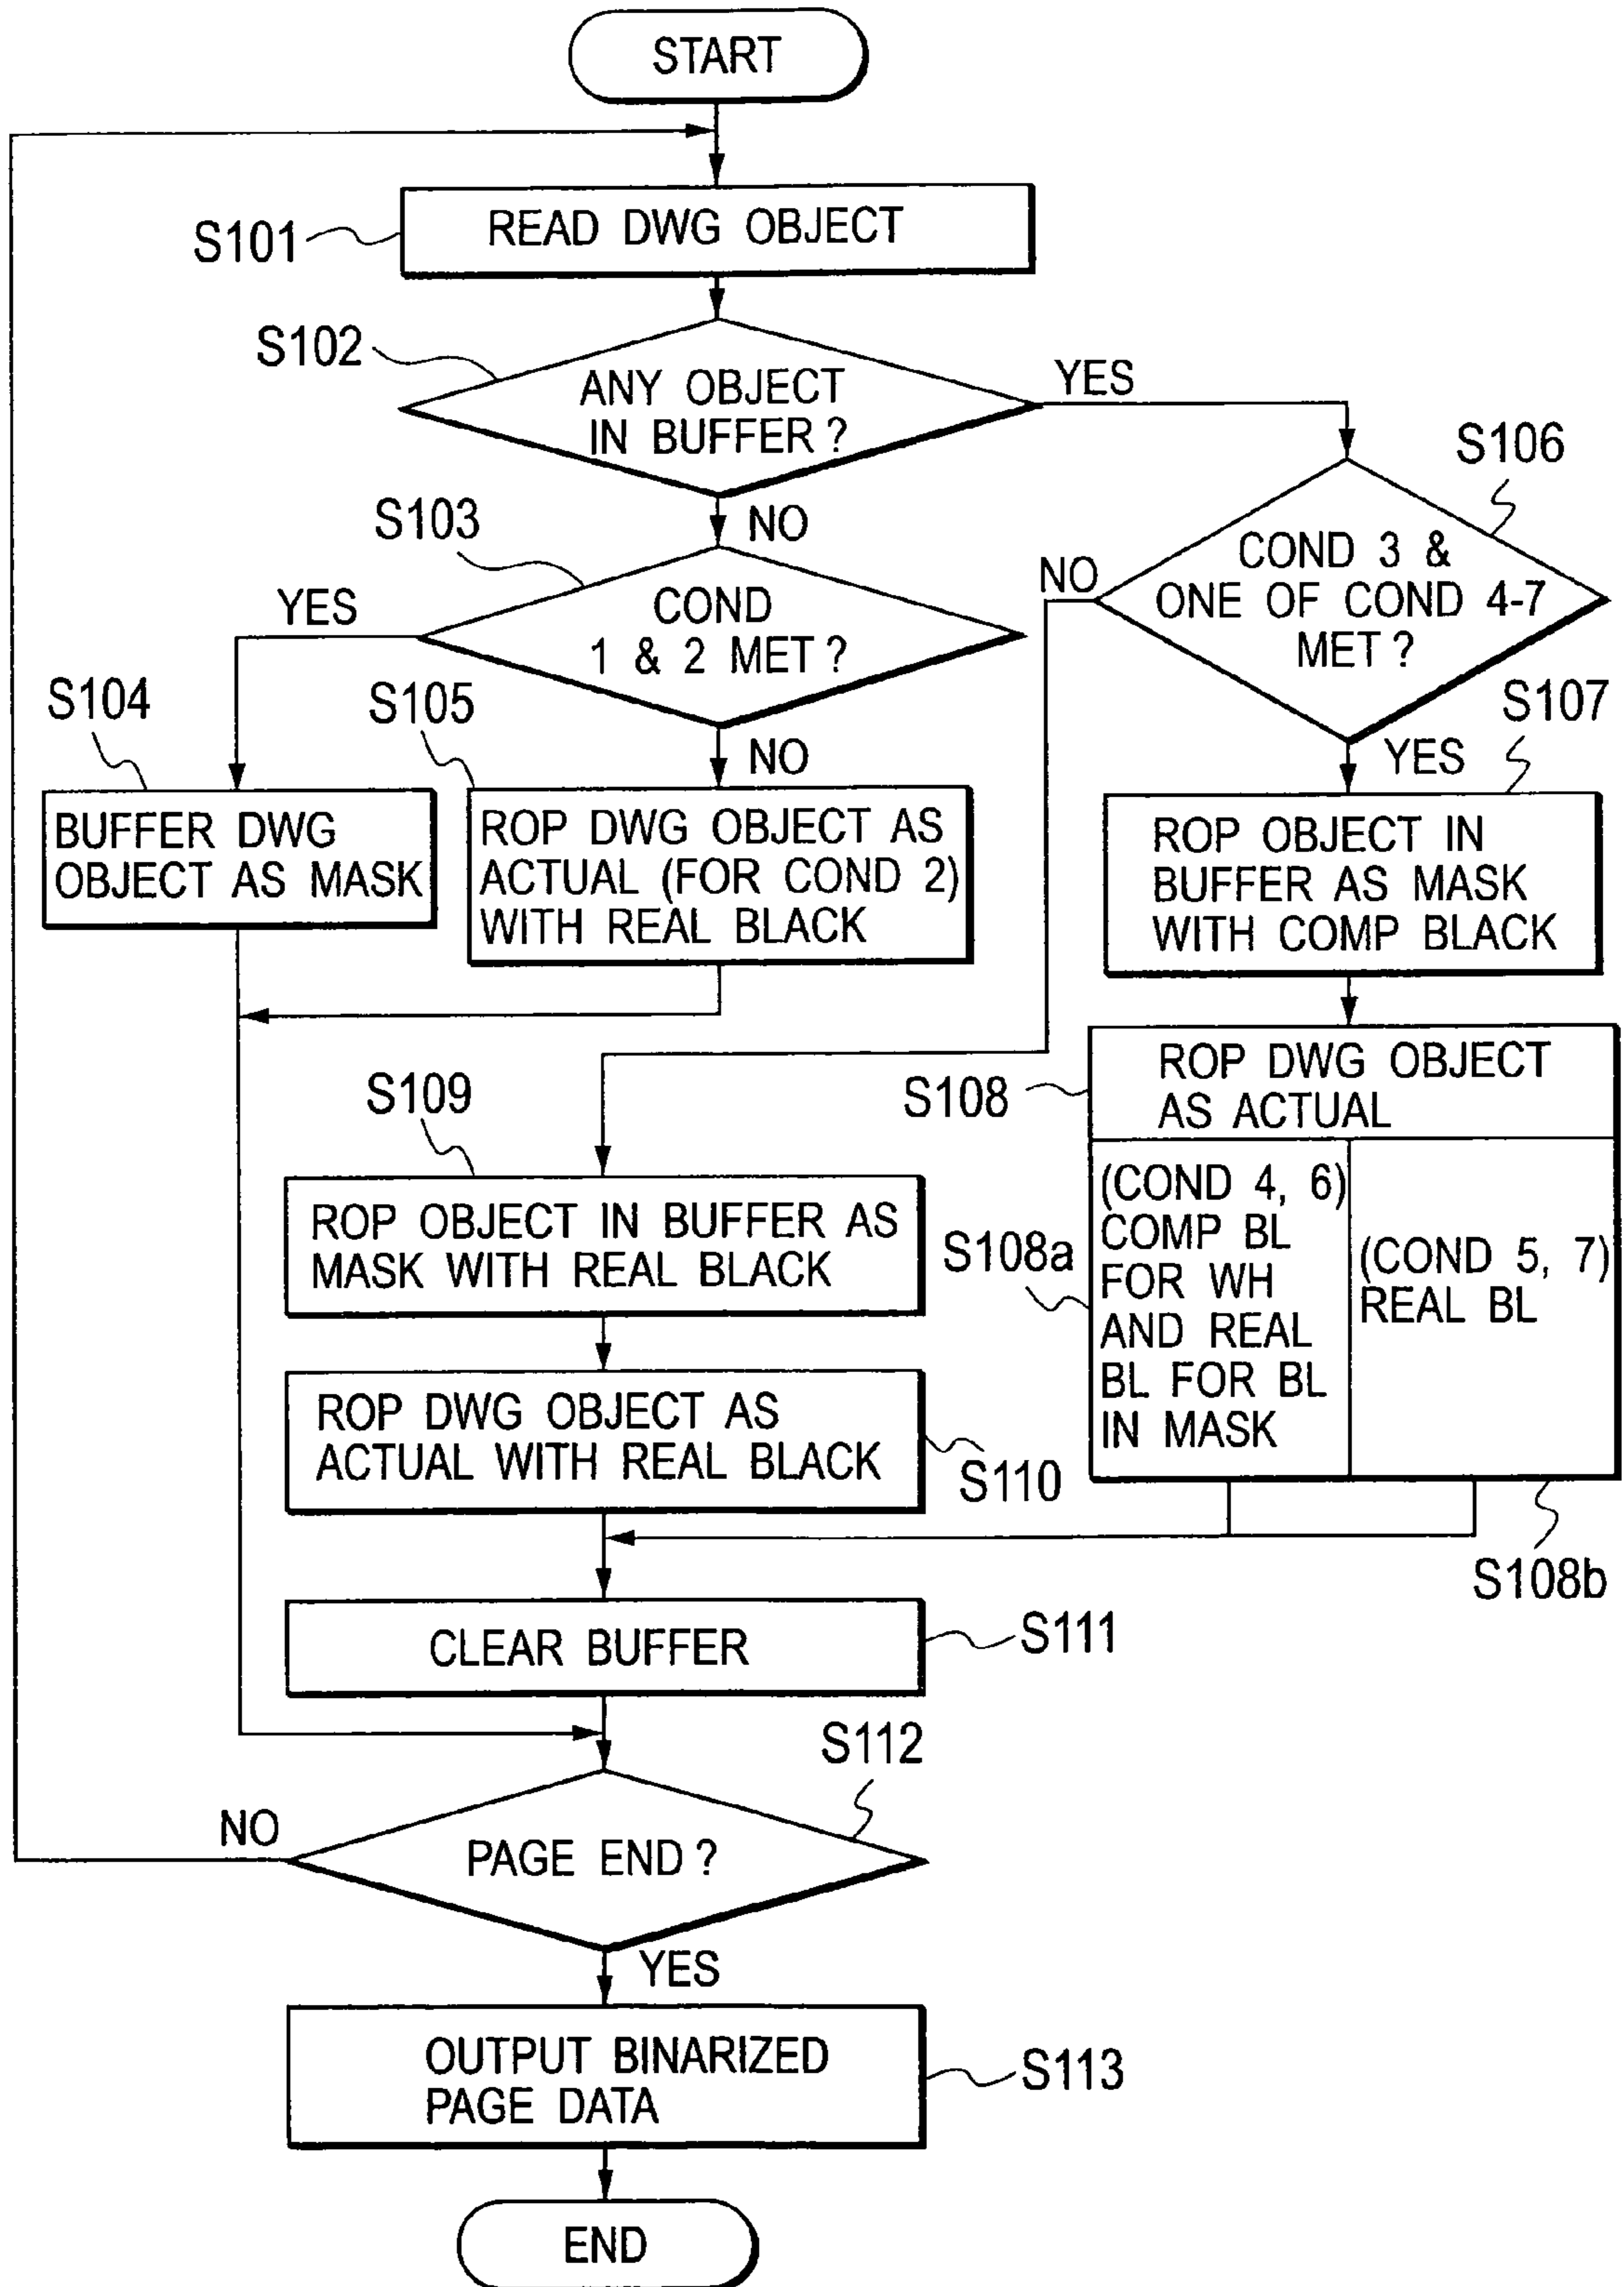 START
S101
READ DWG OBJECT
S102
ANY OBJECT
IN BUFFER ?
YES
NO
S103
COND
1 & 2 MET ?
YES
NO
S104
BUFFER DWG
OBJECT AS MASK
S105
ROP DWG OBJECT AS
ACTUAL (FOR COND 2)
WITH REAL BLACK
S106
COND 3 &
ONE OF COND 4-7
MET ?
NO
YES
S107
ROP OBJECT IN
BUFFER AS MASK
WITH COMP BLACK
S108
ROP DWG OBJECT
AS ACTUAL
S108a
(COND 4, 6)
COMP BL
FOR WH
AND REAL
BL FOR BL
IN MASK
(COND 5, 7)
REAL BL
S108b
S109
ROP OBJECT IN BUFFER AS
MASK WITH REAL BLACK
ROP DWG OBJECT AS
ACTUAL WITH REAL BLACK
S110
CLEAR BUFFER
S111
S112
PAGE END ?
NO
YES
OUTPUT BINARIZED
PAGE DATA
S113
END